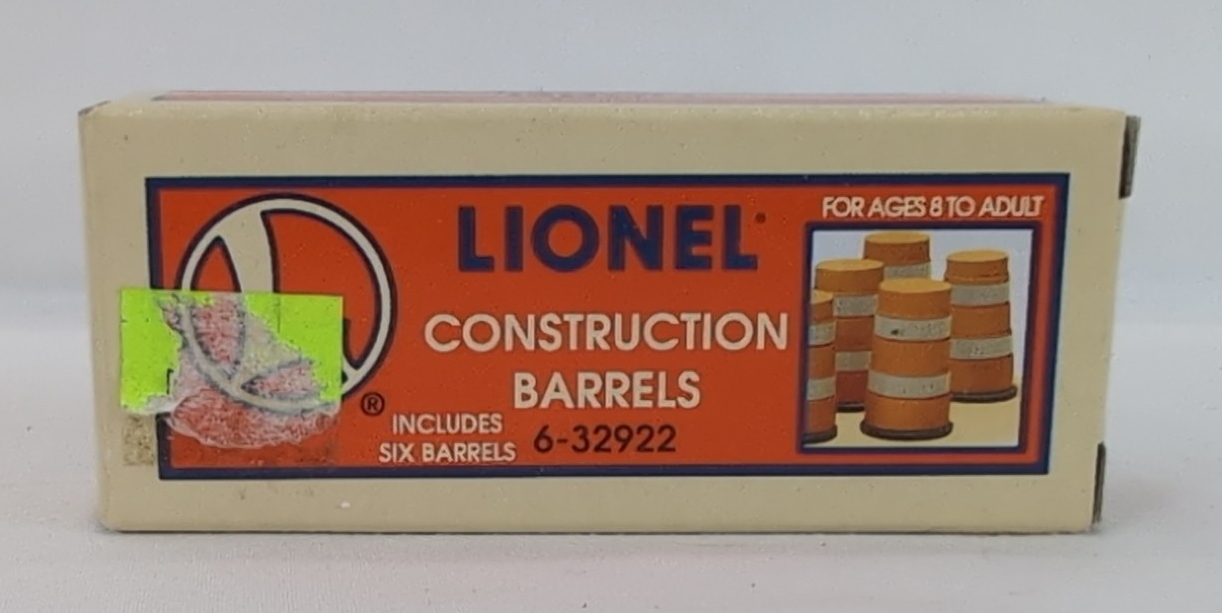 LIONEL
FOR AGES 8 TO ADULT
CONSTRUCTION
BARRELS
®
INCLUDES
SIX BARRELS
6-32922